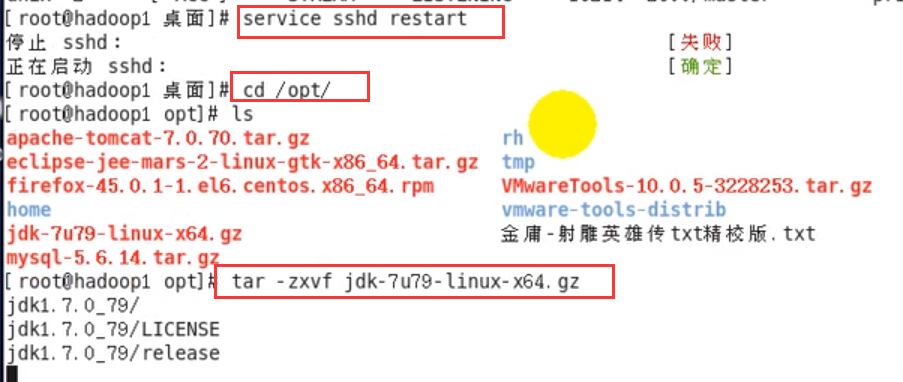 [root@hadoop1 桌面]# service sshd restart
停止 sshd： [失败]
正在启动 sshd： [确定]
[root@hadoop1 桌面]# cd /opt/
[root@hadoop1 opt]# ls
apache-tomcat-7.0.70.tar.gz rh
eclipse-jee-mars-2-linux-gtk-x86_64.tar.gz tmp
firefox-45.0.1-1.el6.centos.x86_64.rpm VMwareTools-10.0.5-3228253.tar.gz
home vmware-tools-distrib
jdk-7u79-linux-x64.gz 金庸-射雕英雄传txt精校版.txt
mysql-5.6.14.tar.gz
[root@hadoop1 opt]# tar -zxvf jdk-7u79-linux-x64.gz
jdk1.7.0_79/
jdk1.7.0_79/LICENSE
jdk1.7.0_79/release